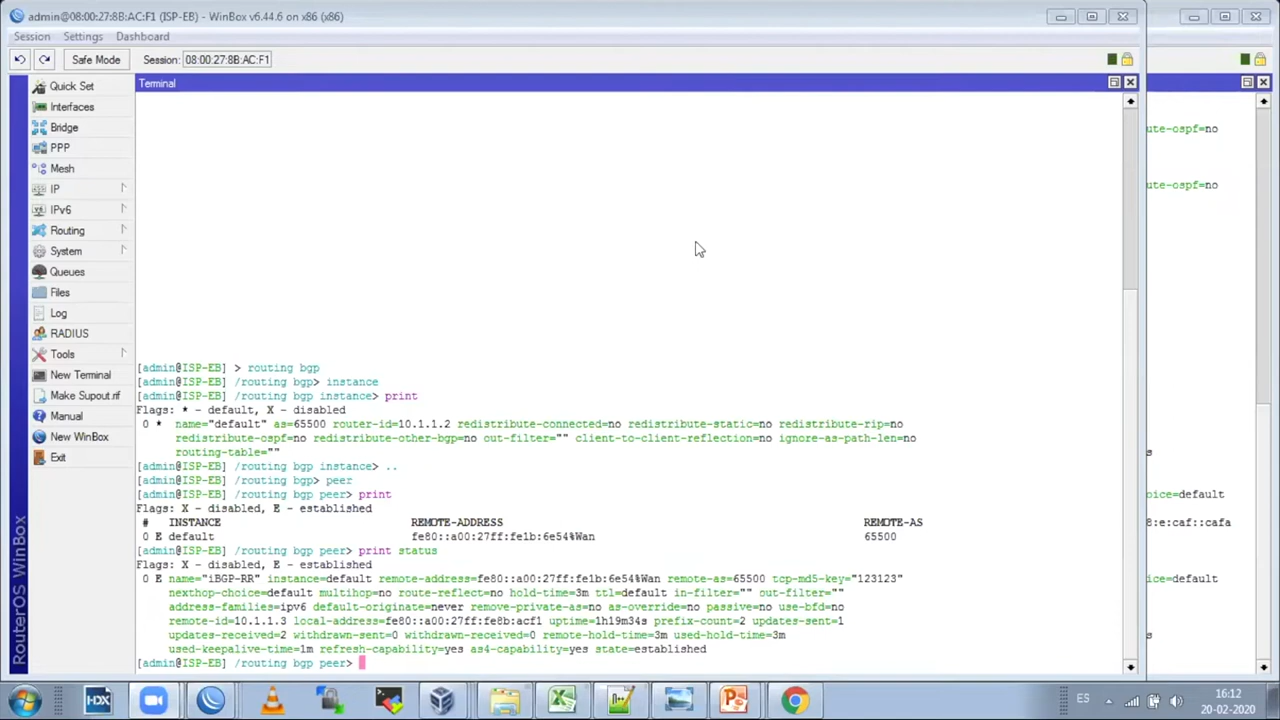 admin@08:00:27:8B:AC:F1 (ISP-EB) - WinBox v6.44.6 on x86 (x86)
Session Settings Dashboard
Safe Mode Session: 08:00:27:8B:AC:F1
Quick Set
Interfaces
Bridge
PPP
Mesh
IP
IPv6
Routing
System
Queues
Files
Log
RADIUS
Tools
New Terminal
Make Supout.rif
Manual
New WinBox
Exit
RouterOS WinBox
Terminal
[admin@ISP-EB] > routing bgp
[admin@ISP-EB] /routing bgp> instance
[admin@ISP-EB] /routing bgp instance> print
Flags: * - default, X - disabled
0 * name="default" as=65500 router-id=10.1.1.2 redistribute-connected=no redistribute-static=no redistribute-rip=no
redistribute-ospf=no redistribute-other-bgp=no out-filter="" client-to-client-reflection=no ignore-as-path-len=no
routing-table=""
[admin@ISP-EB] /routing bgp instance> ..
[admin@ISP-EB] /routing bgp> peer
[admin@ISP-EB] /routing bgp peer> print
Flags: X - disabled, E - established
# INSTANCE REMOTE-ADDRESS REMOTE-AS
0 E default fe80::a00:27ff:fe1b:6e54%Wan 65500
[admin@ISP-EB] /routing bgp peer> print status
Flags: X - disabled, E - established
0 E name="iBGP-RR" instance=default remote-address=fe80::a00:27ff:fe1b:6e54%Wan remote-as=65500 tcp-md5-key="123123"
nexthop-choice=default multihop=no route-reflect=no hold-time=3m ttl=default in-filter="" out-filter=""
address-families=ipv6 default-originate=never remove-private-as=no as-override=no passive=no use-bfd=no
remote-id=10.1.1.3 local-address=fe80::a00:27ff:fe8b:acf1 uptime=1h19m34s prefix-count=2 updates-sent=1
updates-received=2 withdrawn-sent=0 withdrawn-received=0 remote-hold-time=3m used-hold-time=3m
used-keepalive-time=1m refresh-capability=yes as4-capability=yes state=established
[admin@ISP-EB] /routing bgp peer>
ute-ospf=no
ute-ospf=no
s
oice=default
8:e:caf::cafa
s
oice=default
s
HDX
ES 16:12
20-02-2020